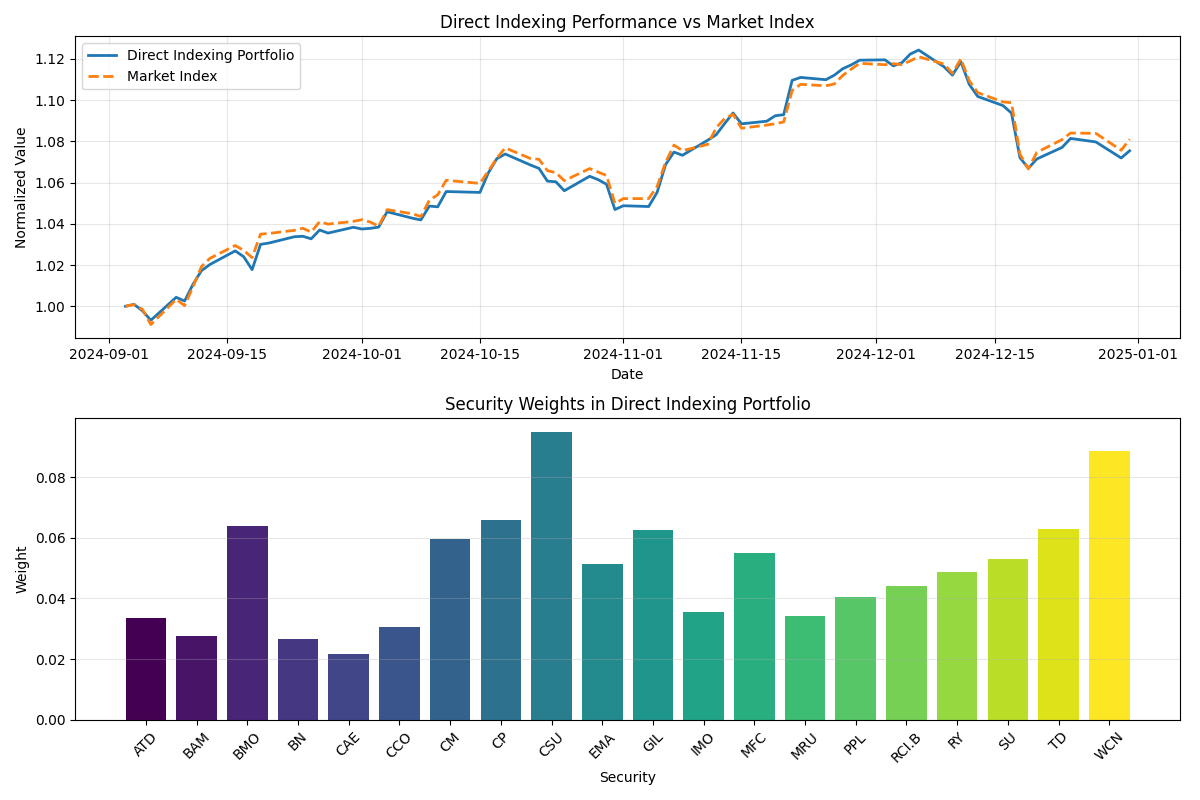 Direct Indexing Performance vs Market Index
Direct Indexing Portfolio
Market Index
1.12
1.10
1.08
1.06
1.04
1.02
1.00
Normalized Value
2024-09-01 2024-09-15 2024-10-01 2024-10-15 2024-11-01 2024-11-15 2024-12-01 2024-12-15 2025-01-01
Date
Security Weights in Direct Indexing Portfolio
0.08
0.06
0.04
0.02
0.00
Weight
ATD BAM BMO BN CAE CCO CM CP CSU EMA GIL IMO MFC MRU PPL RCI.B RY SU TD WCN
Security